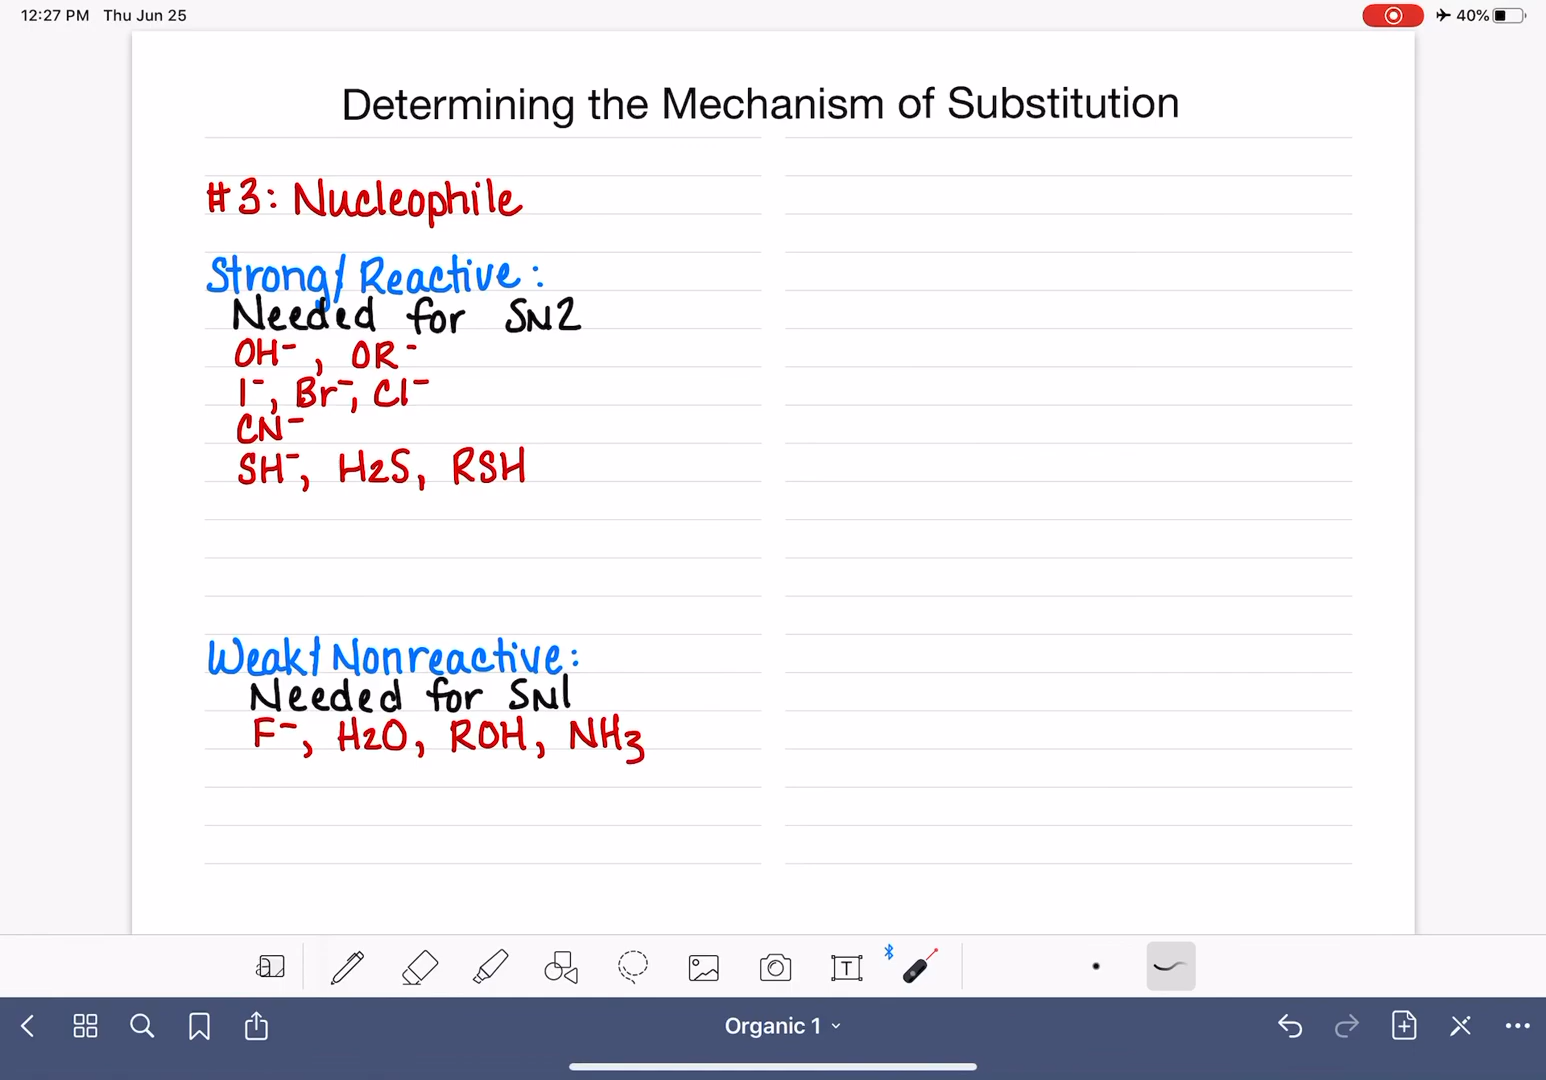 12:27 PM Thu Jun 25
40%
Determining the Mechanism of Substitution
#3: Nucleophile
Strong/Reactive:
Needed for SN2
OH⁻, OR⁻
I⁻, Br⁻, Cl⁻
CN⁻
SH⁻, H2S, RSH
Weak/Nonreactive:
Needed for SN1
F⁻, H2O, ROH, NH3
T
Organic 1